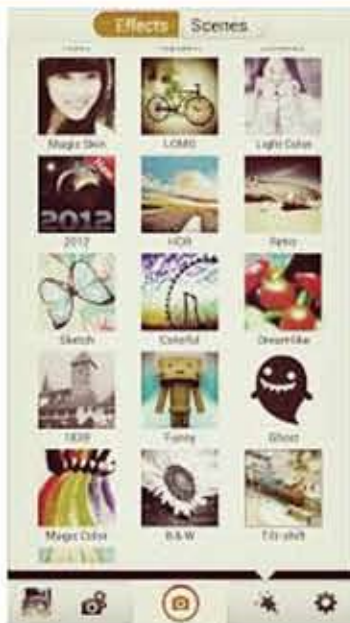 Effects Scenes
Magic Skin LOMO Light Color
2012
2012 HDR Retro
Sketch Colorful Dreamlike
1839 Funny Ghost
Magic Color B & W Tilt-shift